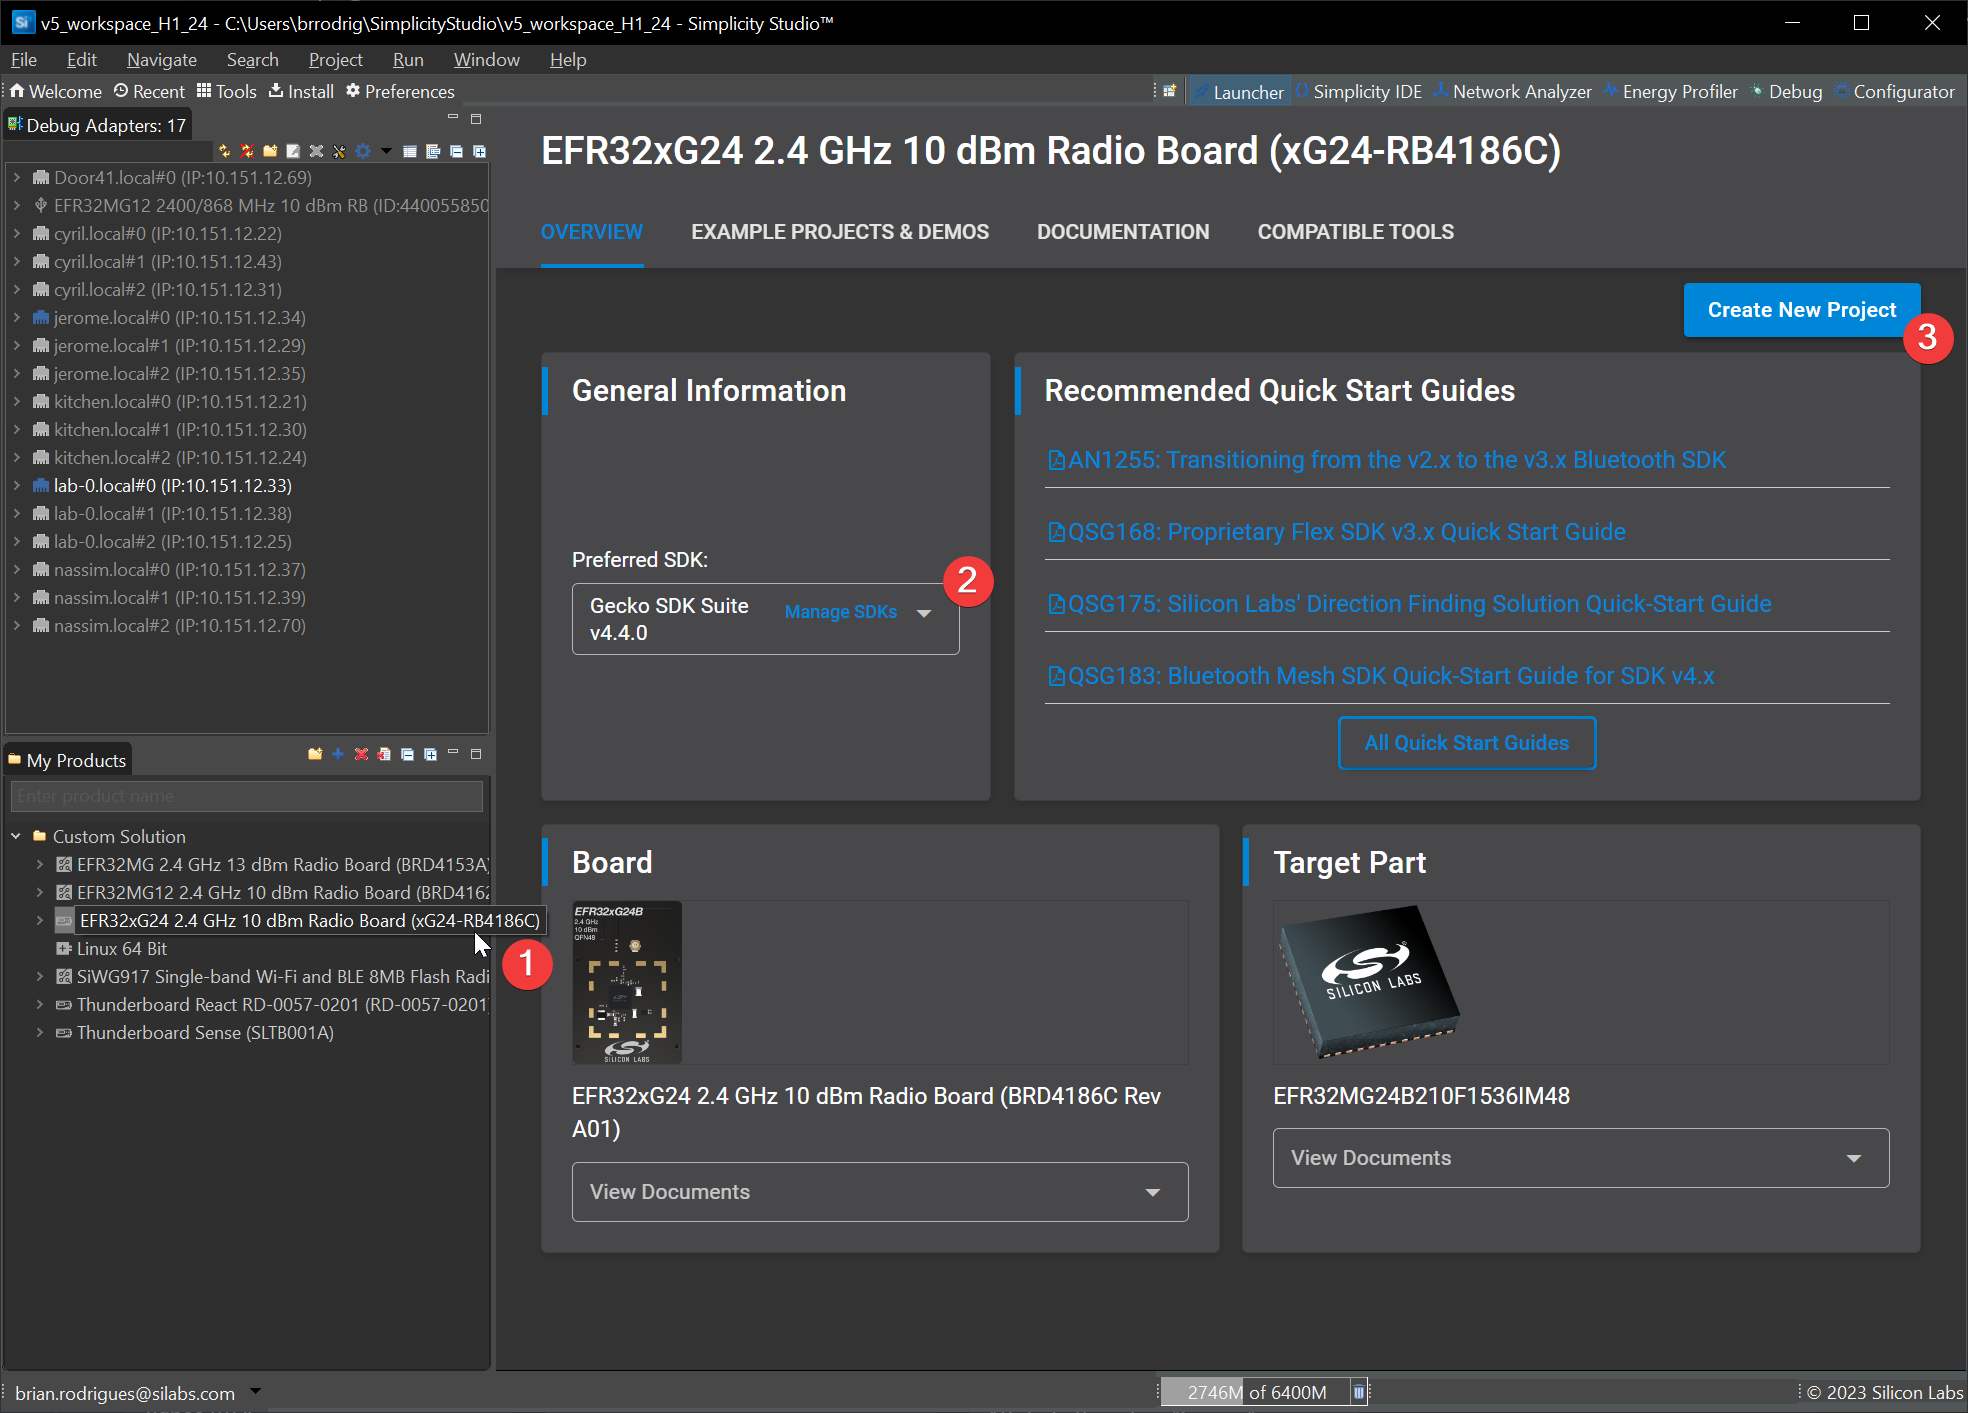 v5_workspace_H1_24 - C:\Users\brrodrig\SimplicityStudio\v5_workspace_H1_24 - Simplicity Studio™
File Edit Navigate Search Project Run Window Help
Welcome Recent Tools Install Preferences
Launcher Simplicity IDE Network Analyzer Energy Profiler Debug Configurator
Debug Adapters: 17
Door41.local#0 (IP:10.151.12.69)
EFR32MG12 2400/868 MHz 10 dBm RB (ID:440055850
cyril.local#0 (IP:10.151.12.22)
cyril.local#1 (IP:10.151.12.43)
cyril.local#2 (IP:10.151.12.31)
jerome.local#0 (IP:10.151.12.34)
jerome.local#1 (IP:10.151.12.29)
jerome.local#2 (IP:10.151.12.35)
kitchen.local#0 (IP:10.151.12.21)
kitchen.local#1 (IP:10.151.12.30)
kitchen.local#2 (IP:10.151.12.24)
lab-0.local#0 (IP:10.151.12.33)
lab-0.local#1 (IP:10.151.12.38)
lab-0.local#2 (IP:10.151.12.25)
nassim.local#0 (IP:10.151.12.37)
nassim.local#1 (IP:10.151.12.39)
nassim.local#2 (IP:10.151.12.70)
My Products
Enter product name
Custom Solution
EFR32MG 2.4 GHz 13 dBm Radio Board (BRD4153A)
EFR32MG12 2.4 GHz 10 dBm Radio Board (BRD4162
EFR32xG24 2.4 GHz 10 dBm Radio Board (xG24-RB4186C)
Linux 64 Bit
SiWG917 Single-band Wi-Fi and BLE 8MB Flash Radi
Thunderboard React RD-0057-0201 (RD-0057-0201)
Thunderboard Sense (SLTB001A)
1
EFR32xG24 2.4 GHz 10 dBm Radio Board (xG24-RB4186C)
OVERVIEW EXAMPLE PROJECTS & DEMOS DOCUMENTATION COMPATIBLE TOOLS
Create New Project
3
General Information
Preferred SDK:
Gecko SDK Suite
v4.4.0
Manage SDKs
2
Recommended Quick Start Guides
AN1255: Transitioning from the v2.x to the v3.x Bluetooth SDK
QSG168: Proprietary Flex SDK v3.x Quick Start Guide
QSG175: Silicon Labs' Direction Finding Solution Quick-Start Guide
QSG183: Bluetooth Mesh SDK Quick-Start Guide for SDK v4.x
All Quick Start Guides
Board
EFR32xG24B
2.4 GHz
10 dBm
QFN48
SILICON LABS
EFR32xG24 2.4 GHz 10 dBm Radio Board (BRD4186C Rev
A01)
View Documents
Target Part
SILICON LABS
EFR32MG24B210F1536IM48
View Documents
brian.rodrigues@silabs.com
2746M of 6400M
© 2023 Silicon Labs